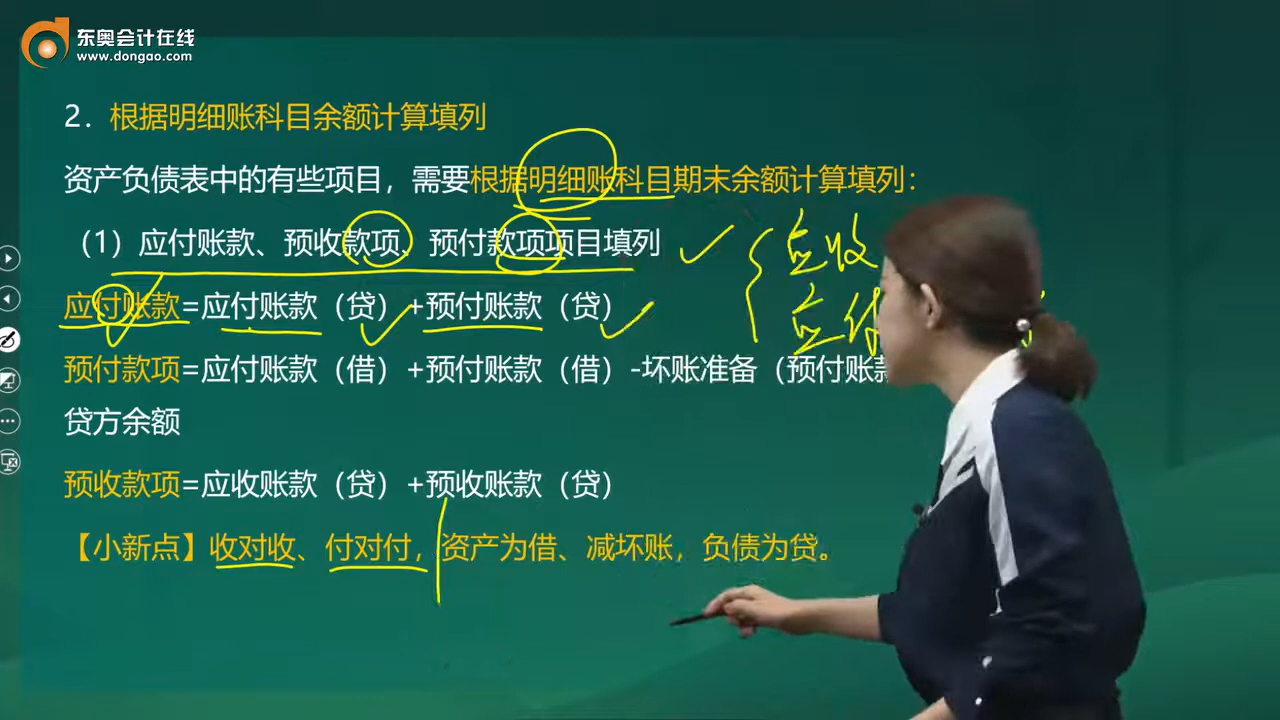 东奥会计在线
www.dongao.com
2. 根据明细账科目余额计算填列
资产负债表中的有些项目，需要根据明细账科目期末余额计算填列：
（1）应付账款、预收款项、预付款项项目填列
应收
应付
应付账款=应付账款（贷）+预付账款（贷）
预付款项=应付账款（借）+预付账款（借）-坏账准备（预付账款
贷方余额
预收款项=应收账款（贷）+预收账款（贷）
【小新点】收对收、付对付，资产为借、减坏账，负债为贷。